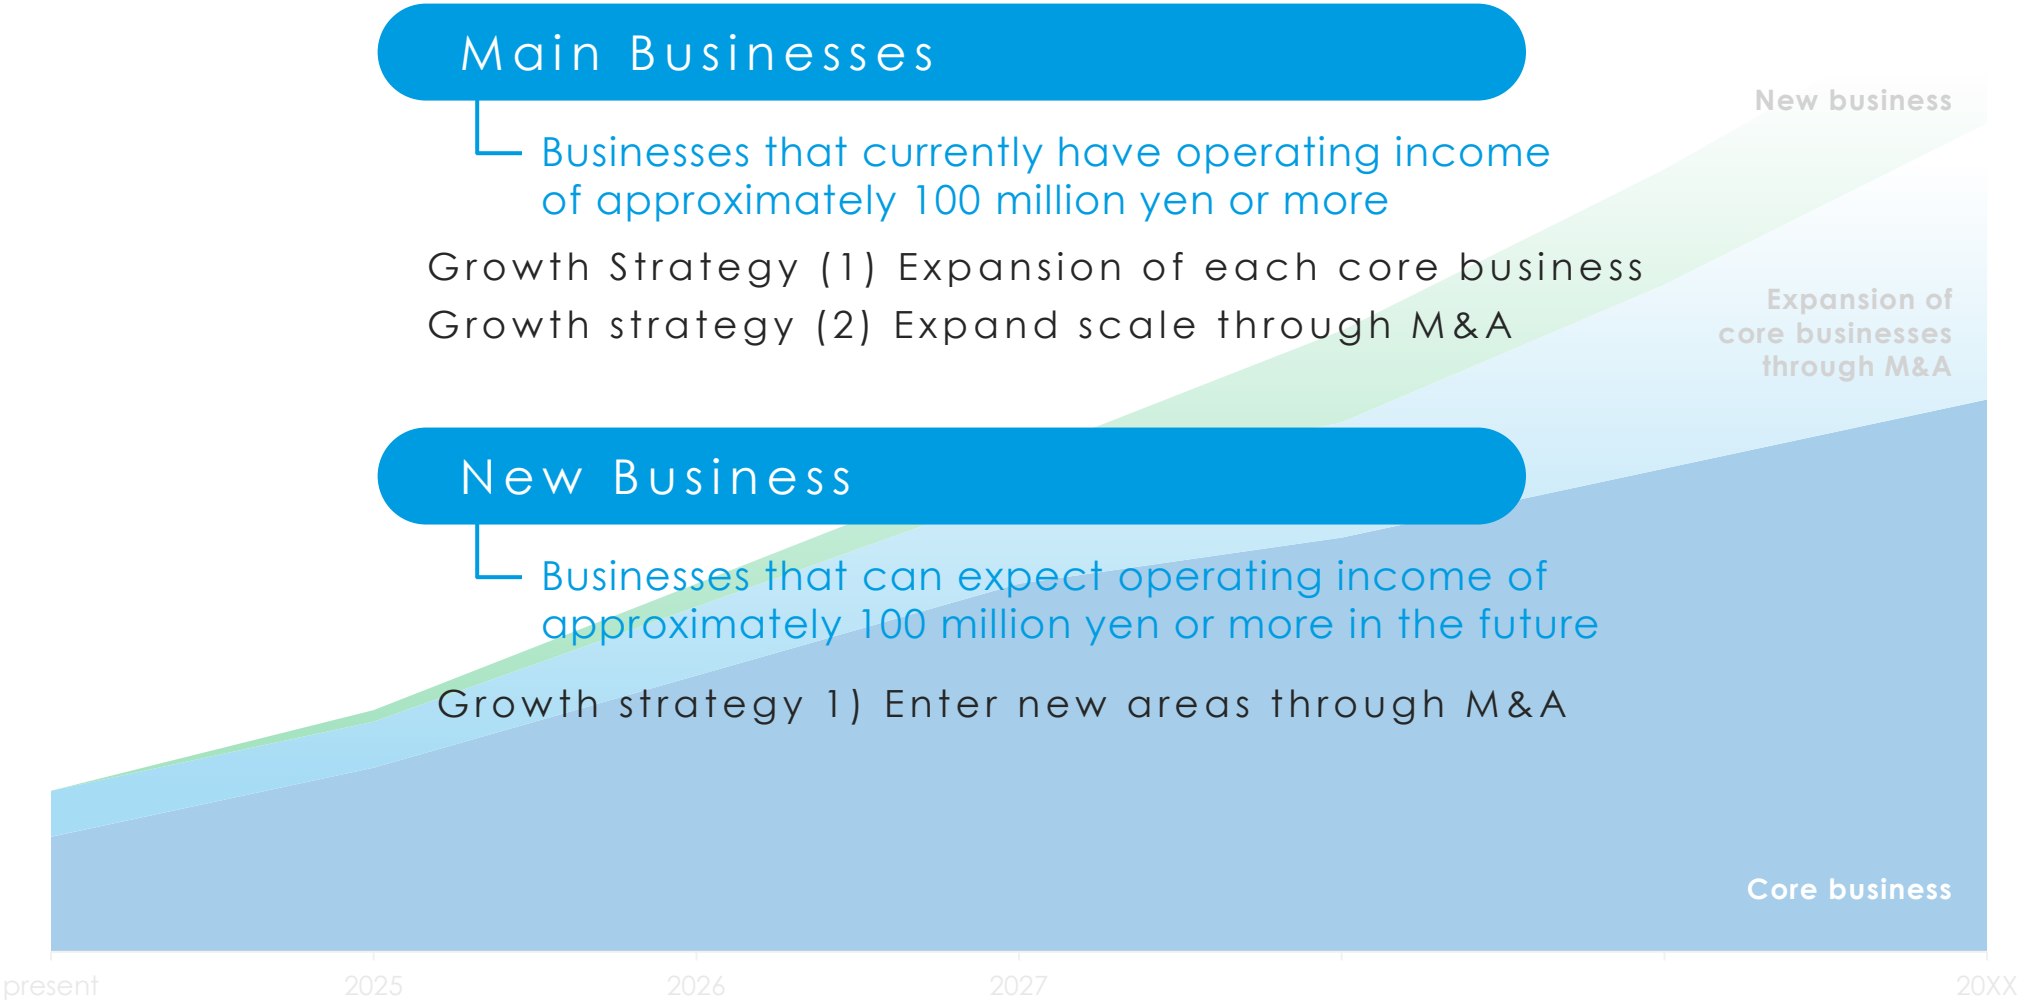 Main Businesses
Businesses that currently have operating income
of approximately 100 million yen or more
Growth Strategy (1) Expansion of each core business
Growth strategy (2) Expand scale through M&A
New Business
Businesses that can expect operating income of
approximately 100 million yen or more in the future
Growth strategy 1) Enter new areas through M&A
New business
Expansion of
core businesses
through M&A
Core business
present
2025
2026
2027
20XX